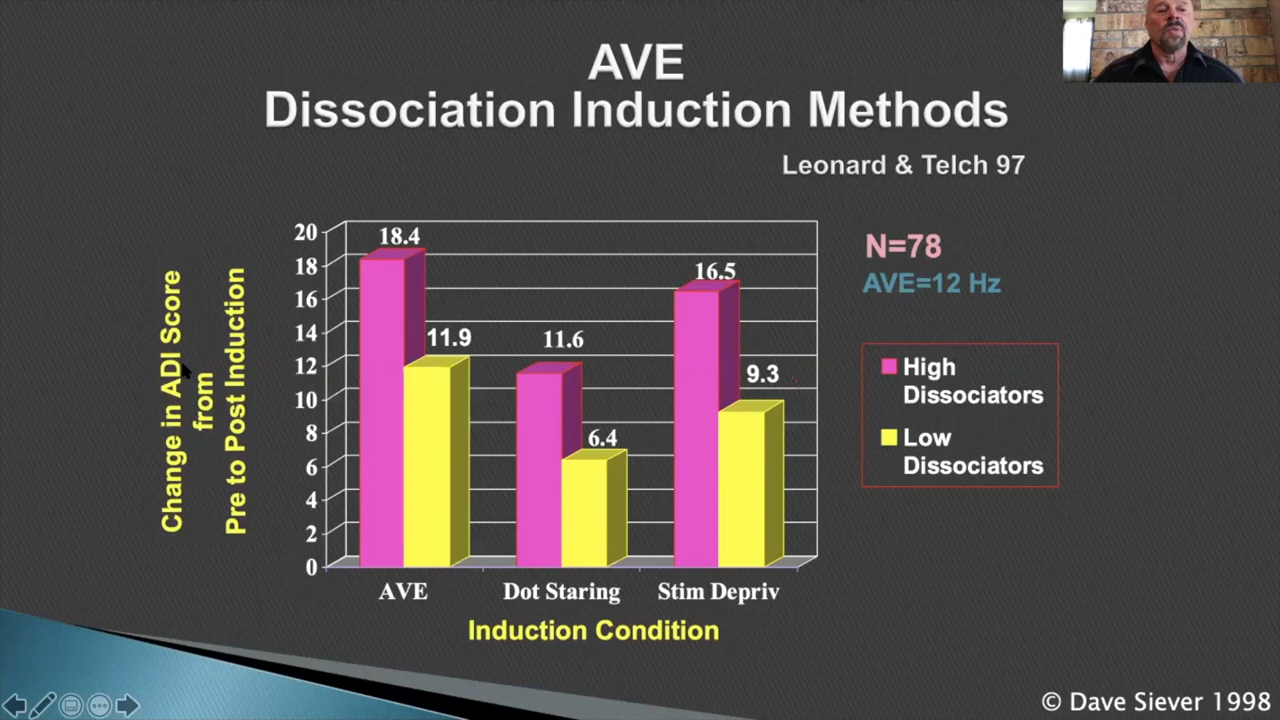 AVE
Dissociation Induction Methods
Leonard & Telch 97
Change in ADI Score
from
Pre to Post Induction
20
18
16
14
12
10
8
6
4
2
0
18.4
11.9
11.6
6.4
16.5
9.3
AVE
Dot Staring
Stim Depriv
Induction Condition
N=78
AVE=12 Hz
High
Dissociators
Low
Dissociators
© Dave Siever 1998